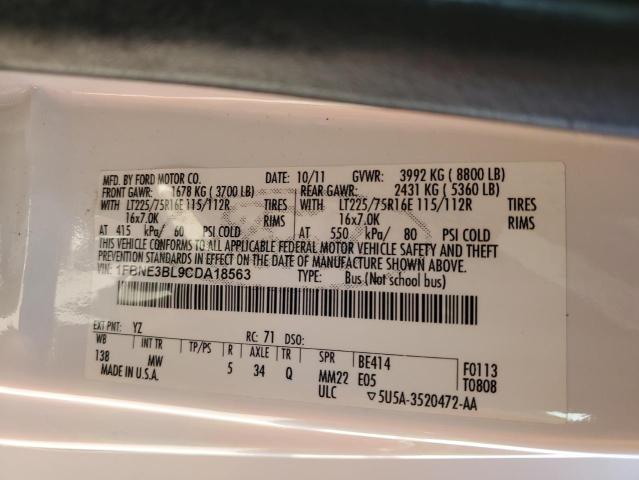 MFD. BY FORD MOTOR CO. DATE: 10/11 GVWR: 3992 KG ( 8800 LB)
FRONT GAWR: 1678 KG ( 3700 LB) REAR GAWR: 2431 KG ( 5360 LB)
WITH LT225/75R16E 115/112R TIRES WITH LT225/75R16E 115/112R TIRES
16x7.0K RIMS 16x7.0K RIMS
AT 415 kPa/ 60 PSI COLD AT 550 kPa/ 80 PSI COLD
THIS VEHICLE CONFORMS TO ALL APPLICABLE FEDERAL MOTOR VEHICLE SAFETY AND THEFT
PREVENTION STANDARDS IN EFFECT ON THE DATE OF MANUFACTURE SHOWN ABOVE.
VIN: 1FBNE3BL9CDA18563 TYPE: Bus (Not school bus)
EXT PNT: YZ RC: 71 DSO:
WB INT TR TP/PS R AXLE TR SPR BE414 F0113
138 MW 5 34 Q MM22 E05 T0808
MADE IN U.S.A. ULC ▽5U5A-3520472-AA